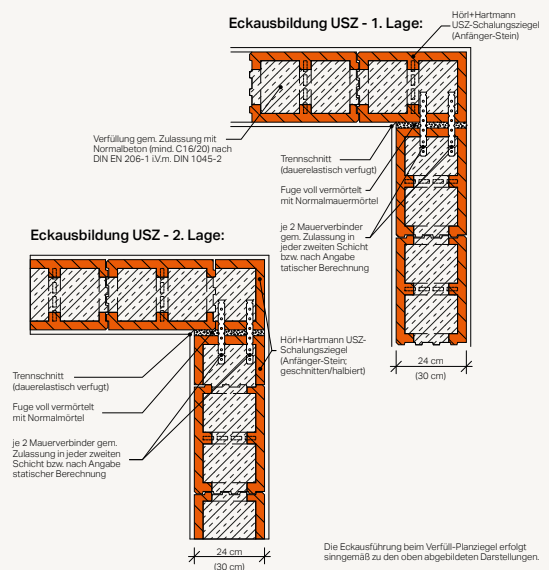 Eckausbildung USZ - 1. Lage:
Hörl+Hartmann
USZ-Schalungsziegel
(Anfänger-Stein)
Verfüllung gem. Zulassung mit
Normalbeton (mind. C16/20) nach
DIN EN 206-1 i.V.m. DIN 1045-2
Trennschnitt
(dauerelastisch verfugt)
Fuge voll vermörtelt
mit Normalmauermörtel
je 2 Mauerverbinder
gem. Zulassung in
jeder zweiten Schicht
bzw. nach Angabe
tatischer Berechnung
24 cm
(30 cm)
Eckausbildung USZ - 2. Lage:
Hörl+Hartmann USZ-
Schalungsziegel
(Anfänger-Stein;
geschnitten/halbiert)
Trennschnitt
(dauerelastisch verfugt)
Fuge voll vermörtelt
mit Normalmörtel
je 2 Mauerverbinder gem.
Zulassung in jeder zweiten
Schicht bzw. nach Angabe
statischer Berechnung
24 cm
(30 cm)
Die Eckausführung beim Verfüll-Planziegel erfolgt
sinngemäß zu den oben abgebildeten Darstellungen.